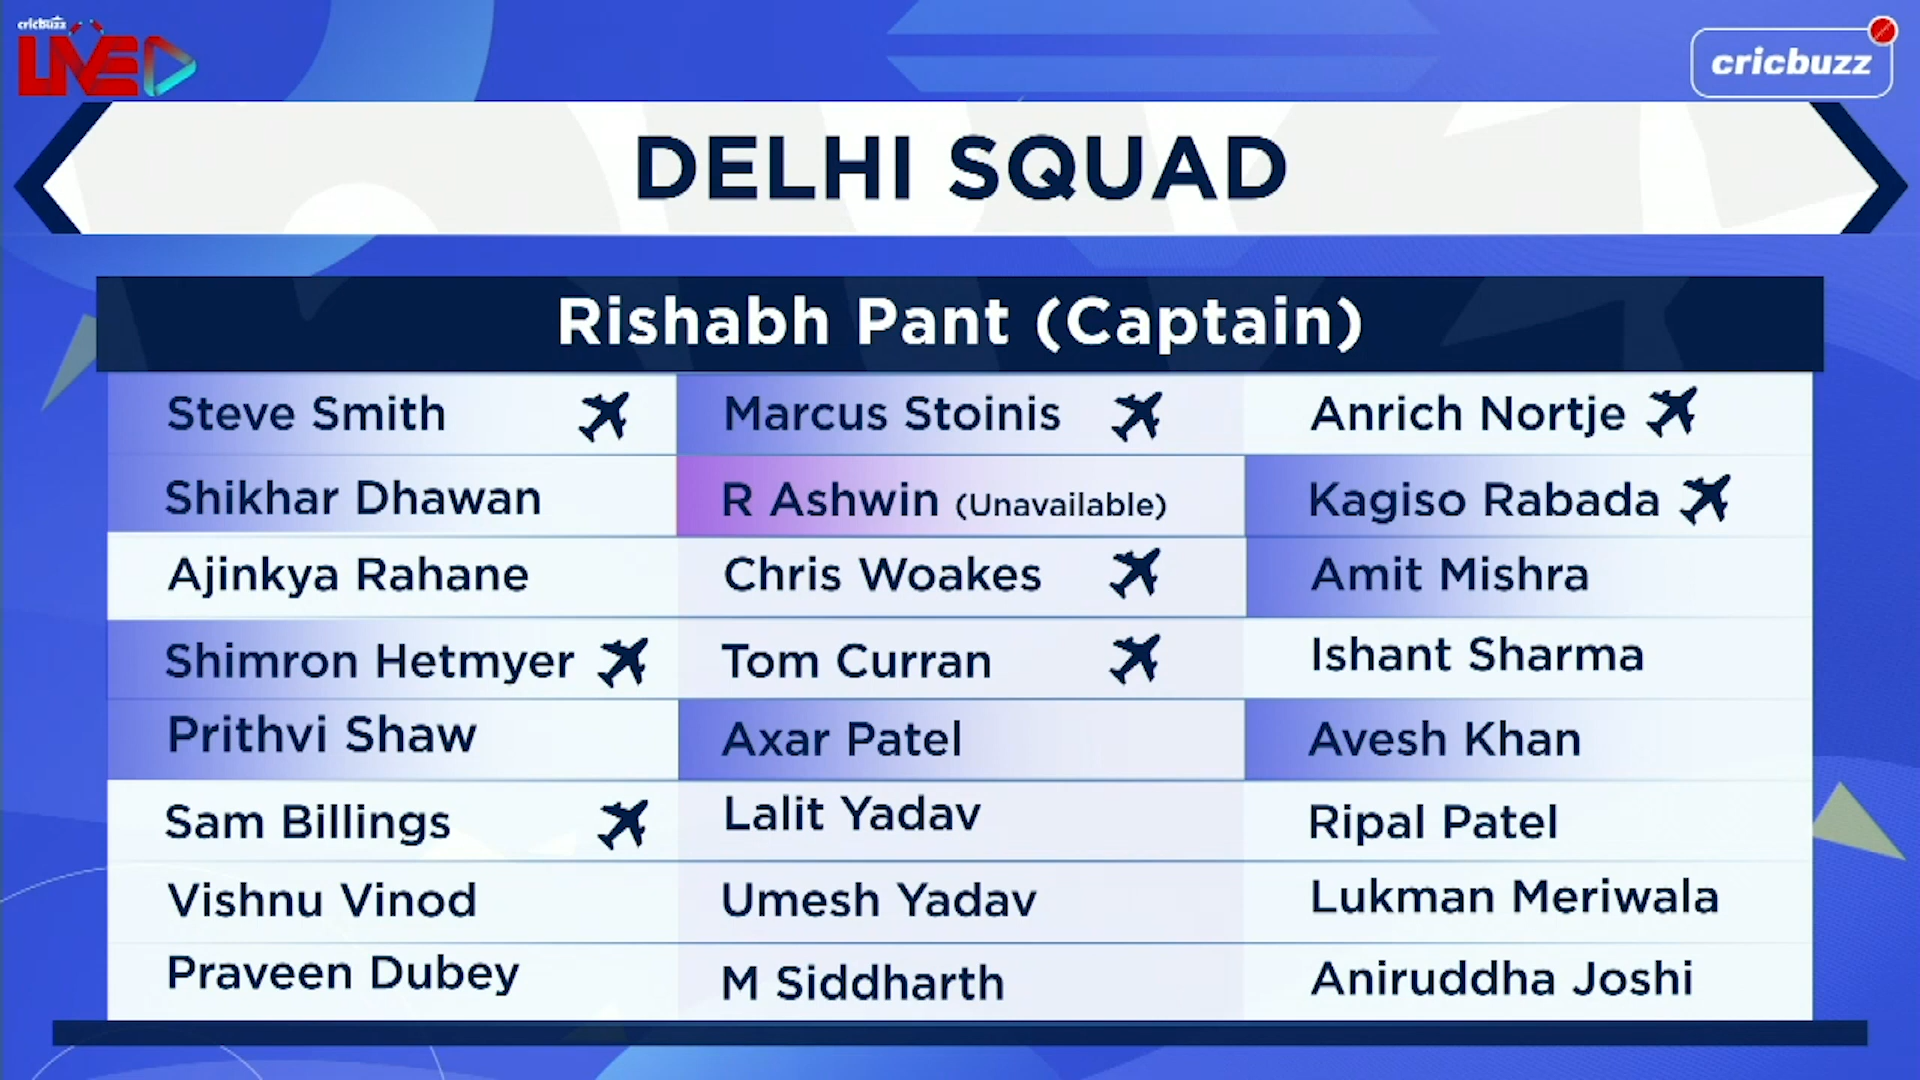 cricbuzz
LIVE
cricbuzz
DELHI SQUAD
Rishabh Pant (Captain)
Steve Smith Marcus Stoinis Anrich Nortje
Shikhar Dhawan R Ashwin (Unavailable) Kagiso Rabada
Ajinkya Rahane Chris Woakes Amit Mishra
Shimron Hetmyer Tom Curran Ishant Sharma
Prithvi Shaw Axar Patel Avesh Khan
Sam Billings Lalit Yadav Ripal Patel
Vishnu Vinod Umesh Yadav Lukman Meriwala
Praveen Dubey M Siddharth Aniruddha Joshi